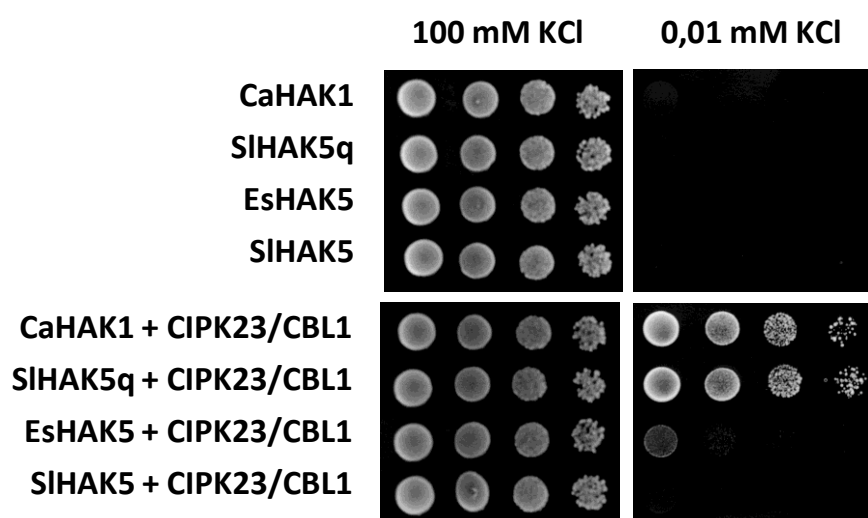 100 mM KCl 0,01 mM KCl
CaHAK1
SlHAK5q
EsHAK5
SlHAK5
CaHAK1 + CIPK23/CBL1
SlHAK5q + CIPK23/CBL1
EsHAK5 + CIPK23/CBL1
SlHAK5 + CIPK23/CBL1